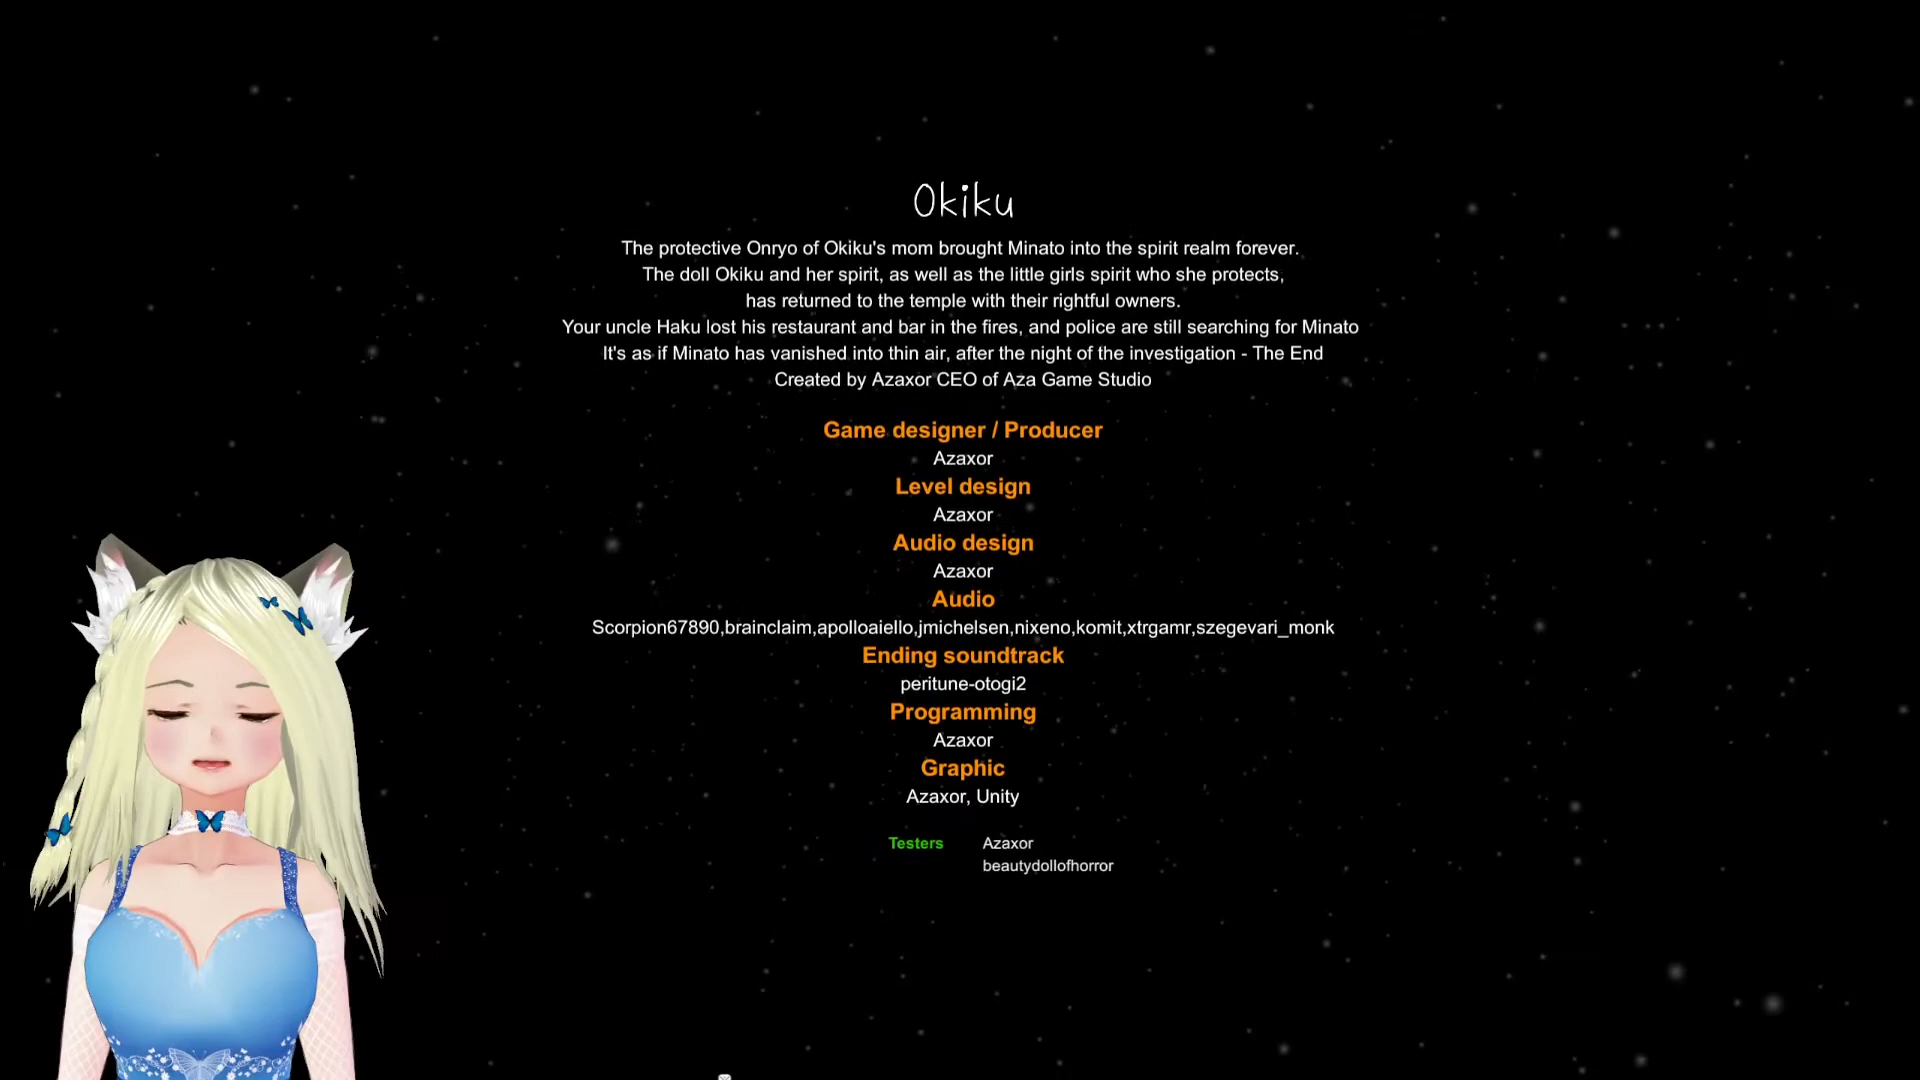 Okiku
The protective Onryo of Okiku's mom brought Minato into the spirit realm forever.
The doll Okiku and her spirit, as well as the little girls spirit who she protects,
has returned to the temple with their rightful owners.
Your uncle Haku lost his restaurant and bar in the fires, and police are still searching for Minato
It's as if Minato has vanished into thin air, after the night of the investigation - The End
Created by Azaxor CEO of Aza Game Studio
Game designer / Producer
Azaxor
Level design
Azaxor
Audio design
Azaxor
Audio
Scorpion67890,brainclaim,apolloaiello,jmichelsen,nixeno,komit,xtrgamr,szegevari_monk
Ending soundtrack
peritune-otogi2
Programming
Azaxor
Graphic
Azaxor, Unity
Testers Azaxor
beautydollofhorror